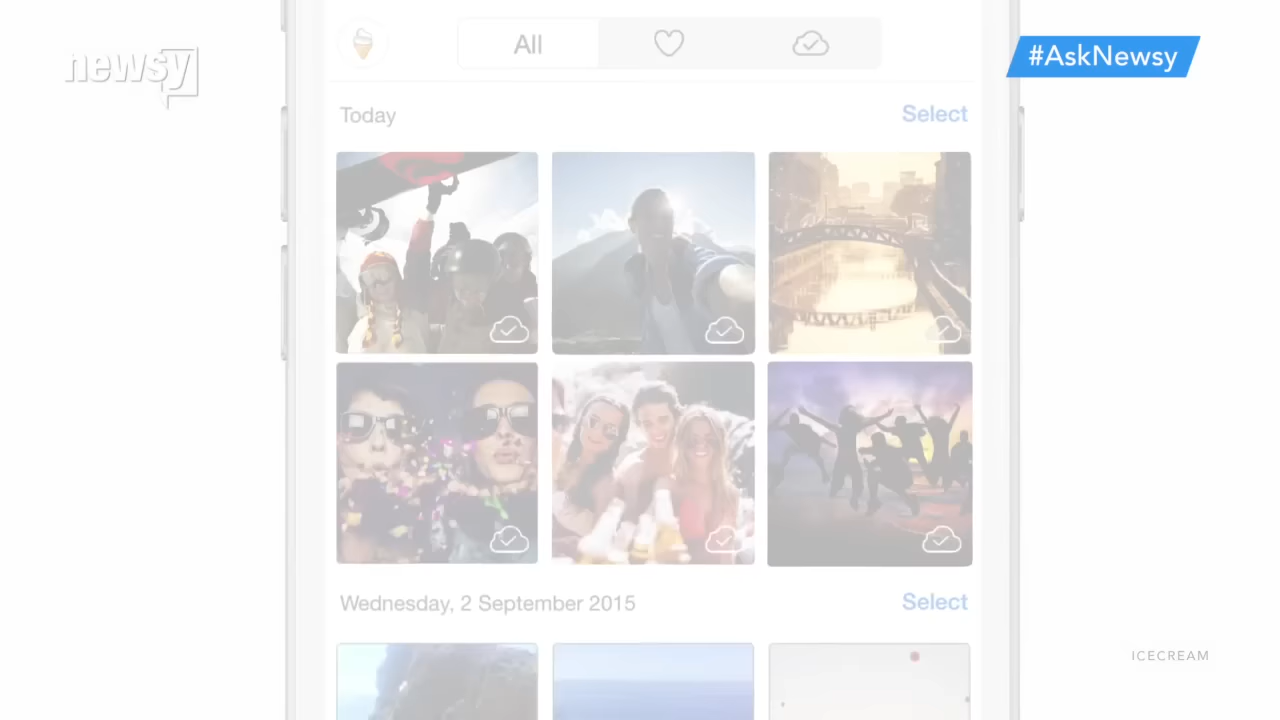 newsy
All
#AskNewsy
Today
Select
Wednesday, 2 September 2015
Select
ICECREAM